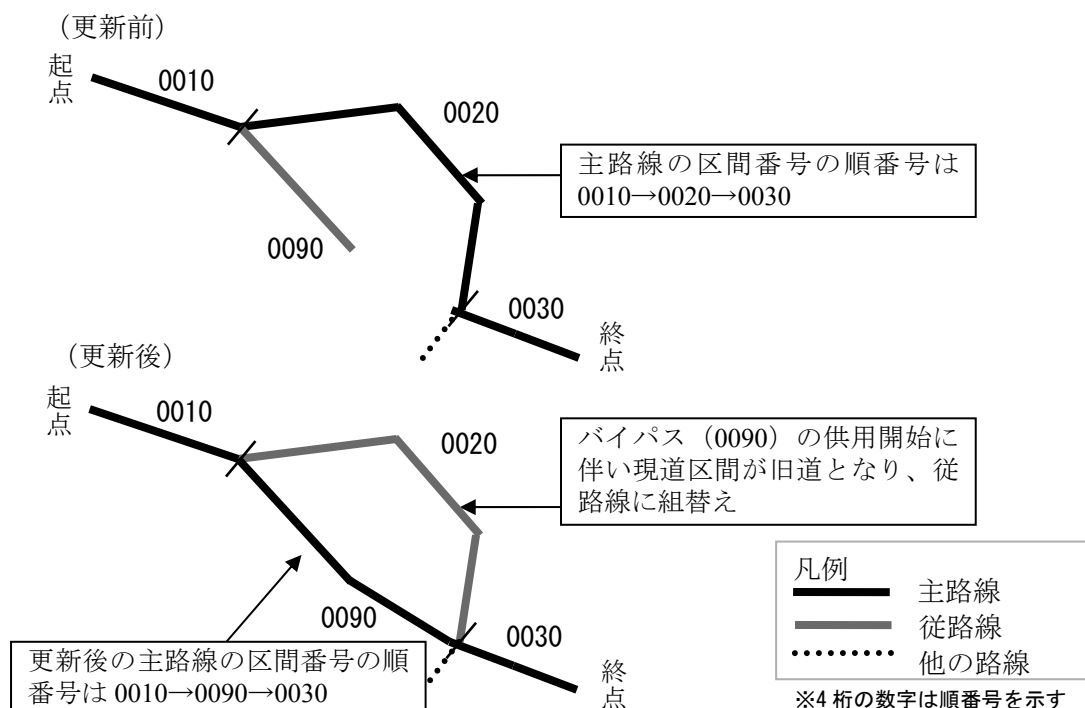 (更新前)
起点
0010
0020
主路線の区間番号の順番号は
0010→0020→0030
0090
0030
終点
(更新後)
起点
0010
0020
バイパス(0090)の供用開始に
伴い現道区間が旧道となり、従
路線に組替え
0090
0030
終点
更新後の主路線の区間番号の順
番号は 0010→0090→0030
凡例
主路線
従路線
他の路線
※4 桁の数字は順番号を示す